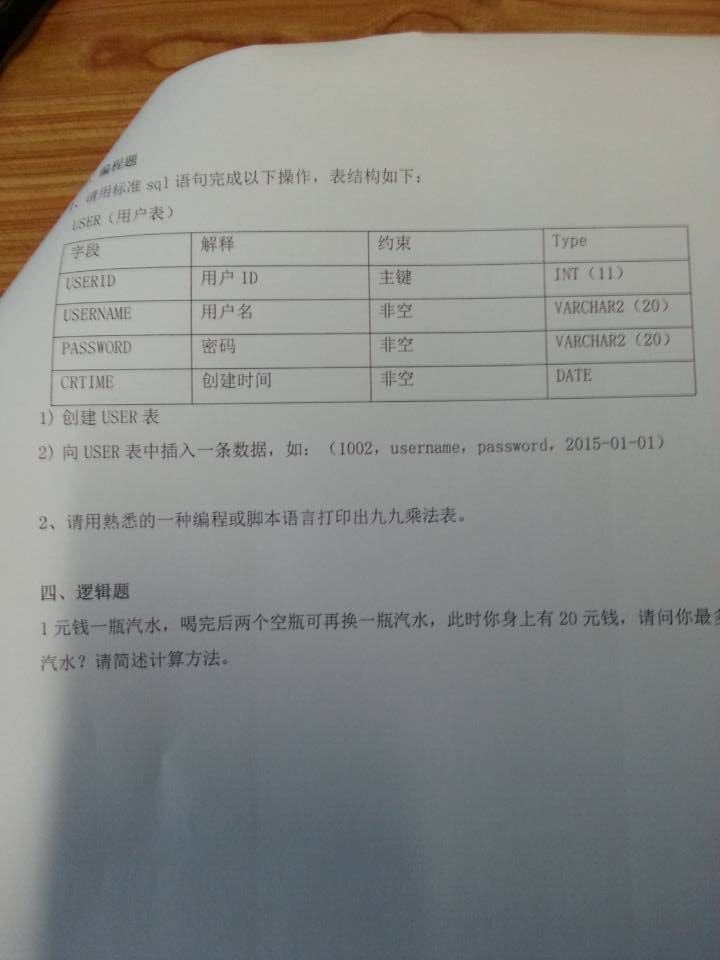 编程题
、请用标准 sql 语句完成以下操作，表结构如下：
USER（用户表）
字段 解释 约束 Type
USERID 用户 ID 主键 INT（11）
USERNAME 用户名 非空 VARCHAR2（20）
PASSWORD 密码 非空 VARCHAR2（20）
CRTIME 创建时间 非空 DATE
1）创建 USER 表
2）向 USER 表中插入一条数据，如：（1002，username，password，2015-01-01）
2、请用熟悉的一种编程或脚本语言打印出九九乘法表。
四、逻辑题
1 元钱一瓶汽水，喝完后两个空瓶可再换一瓶汽水，此时你身上有 20 元钱，请问你最
汽水？请简述计算方法。